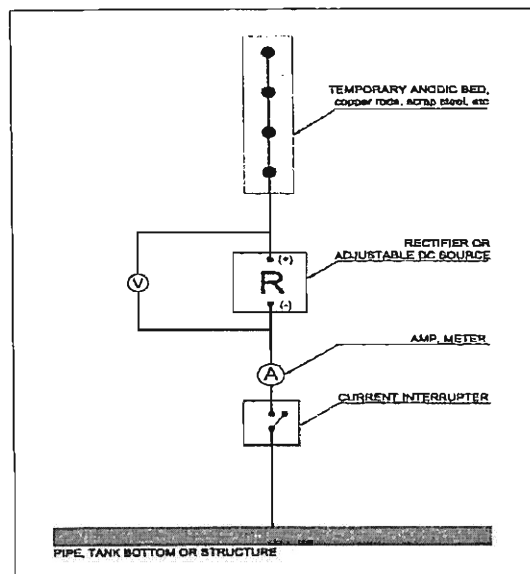 TEMPORARY ANODIC BED,
copper rods, scrap steel, etc
RECTIFIER OR
ADJUSTABLE DC SOURCE
(+)
V
R
(-)
AMP. METER
A
CURRENT INTERRUPTER
PIPE, TANK BOTTOM OR STRUCTURE